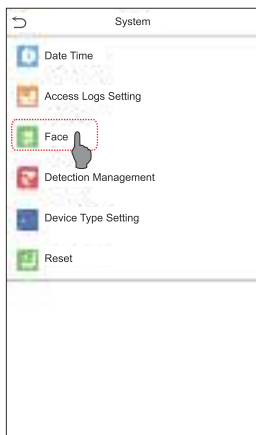 System
Date Time
Access Logs Setting
Face
Detection Management
Device Type Setting
Reset